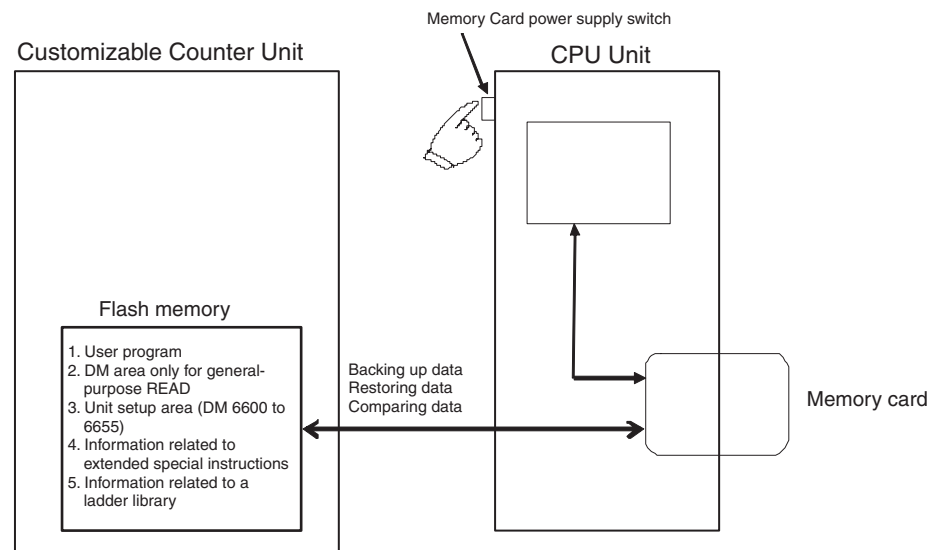 Memory Card power supply switch
Customizable Counter Unit
CPU Unit
Flash memory
1. User program
2. DM area only for general-
purpose READ
3. Unit setup area (DM 6600 to
6655)
4. Information related to
extended special instructions
5. Information related to a
ladder library
Backing up data
Restoring data
Comparing data
Memory card